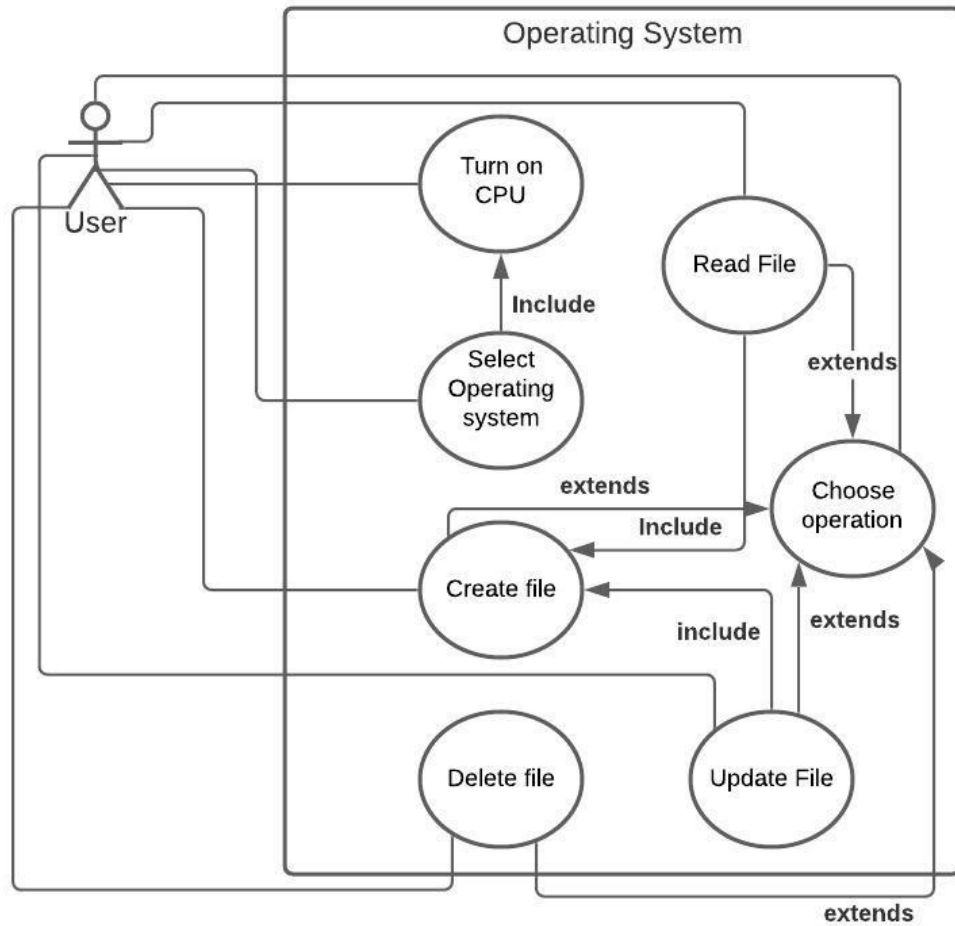 Operating System
User
Turn on
CPU
Read File
Include
extends
Select
Operating
system
extends
Include
Choose
operation
Create file
include
extends
Delete file
Update File
extends